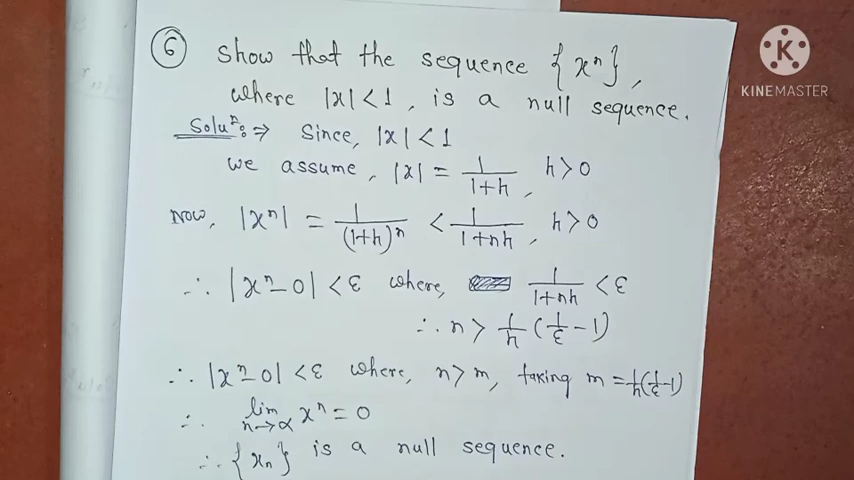 ⑥ Show that the sequence {xⁿ},
where |x| < 1, is a null sequence.
Soluⁿ: ⇒ Since, |x| < 1
we assume, |x| = 1/(1+h), h > 0
Now, |xⁿ| = 1/(1+h)ⁿ < 1/(1+nh), h > 0
∴ |xⁿ - 0| < ε where, 1/(1+nh) < ε
∴ n > 1/h (1/ε - 1)
∴ |xⁿ - 0| < ε where, n > m, taking m = 1/h (1/ε - 1)
∴ lim n→α xⁿ = 0
∴ {xₙ} is a null sequence.
K
KINEMASTER